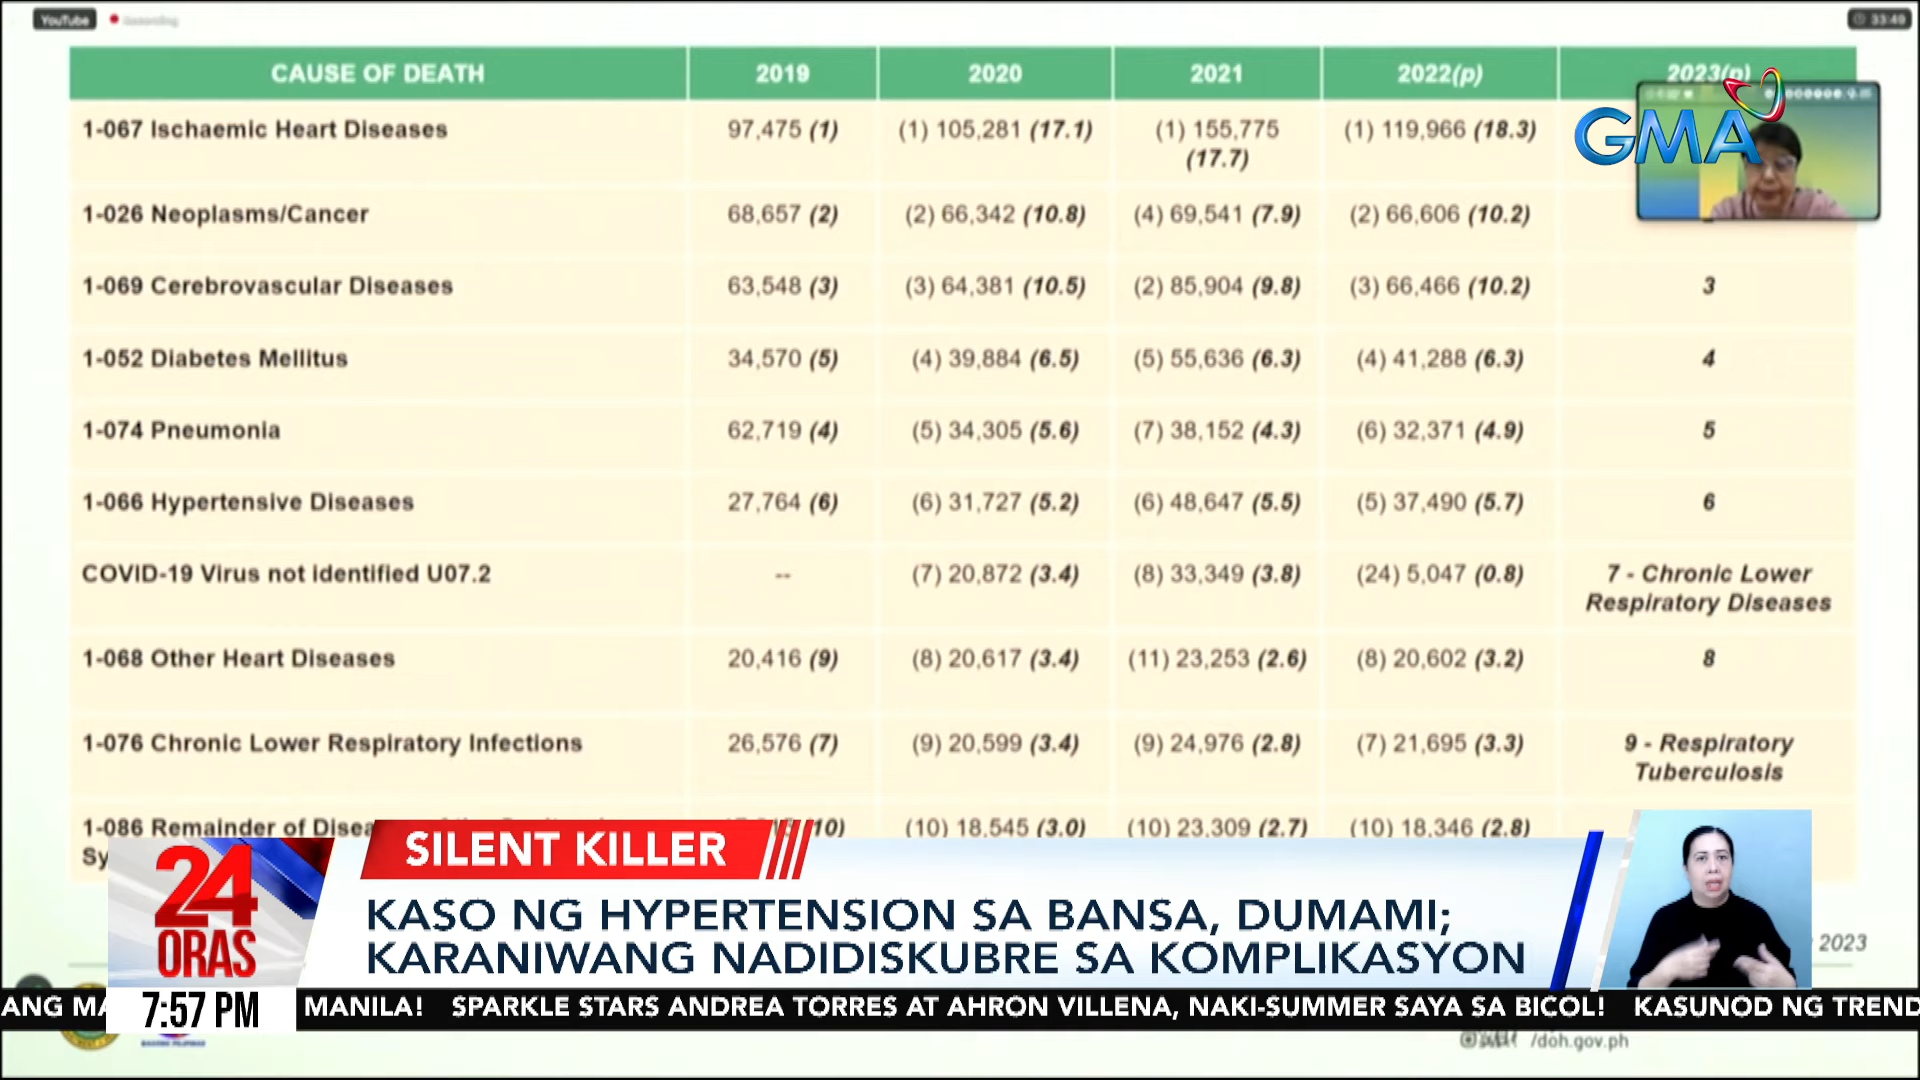 YouTube
33:49
CAUSE OF DEATH 2019 2020 2021 2022(p) 2023(p)
GMA
1-067 Ischaemic Heart Diseases 97,475 (1) (1) 105,281 (17.1) (1) 155,775 (17.7) (1) 119,966 (18.3)
1-026 Neoplasms/Cancer 68,657 (2) (2) 66,342 (10.8) (4) 69,541 (7.9) (2) 66,606 (10.2)
1-069 Cerebrovascular Diseases 63,548 (3) (3) 64,381 (10.5) (2) 85,904 (9.8) (3) 66,466 (10.2) 3
1-052 Diabetes Mellitus 34,570 (5) (4) 39,884 (6.5) (5) 55,636 (6.3) (4) 41,288 (6.3) 4
1-074 Pneumonia 62,719 (4) (5) 34,305 (5.6) (7) 38,152 (4.3) (6) 32,371 (4.9) 5
1-066 Hypertensive Diseases 27,764 (6) (6) 31,727 (5.2) (6) 48,647 (5.5) (5) 37,490 (5.7) 6
COVID-19 Virus not identified U07.2 -- (7) 20,872 (3.4) (8) 33,349 (3.8) (24) 5,047 (0.8) 7 - Chronic Lower Respiratory Diseases
1-068 Other Heart Diseases 20,416 (9) (8) 20,617 (3.4) (11) 23,253 (2.6) (8) 20,602 (3.2) 8
1-076 Chronic Lower Respiratory Infections 26,576 (7) (9) 20,599 (3.4) (9) 24,976 (2.8) (7) 21,695 (3.3) 9 - Respiratory Tuberculosis
1-086 Remainder of 10) (10) 18,545 (3.0) (10) 23,309 (2.7) (10) 18,346 (2.8)
SILENT KILLER
24 ORAS
KASO NG HYPERTENSION SA BANSA, DUMAMI;
KARANIWANG NADIDISKUBRE SA KOMPLIKASYON
2023
7:57 PM
ANG MA MANILA! SPARKLE STARS ANDREA TORRES AT AHRON VILLENA, NAKI-SUMMER SAYA SA BICOL! KASUNOD NG TREND
/doh.gov.ph